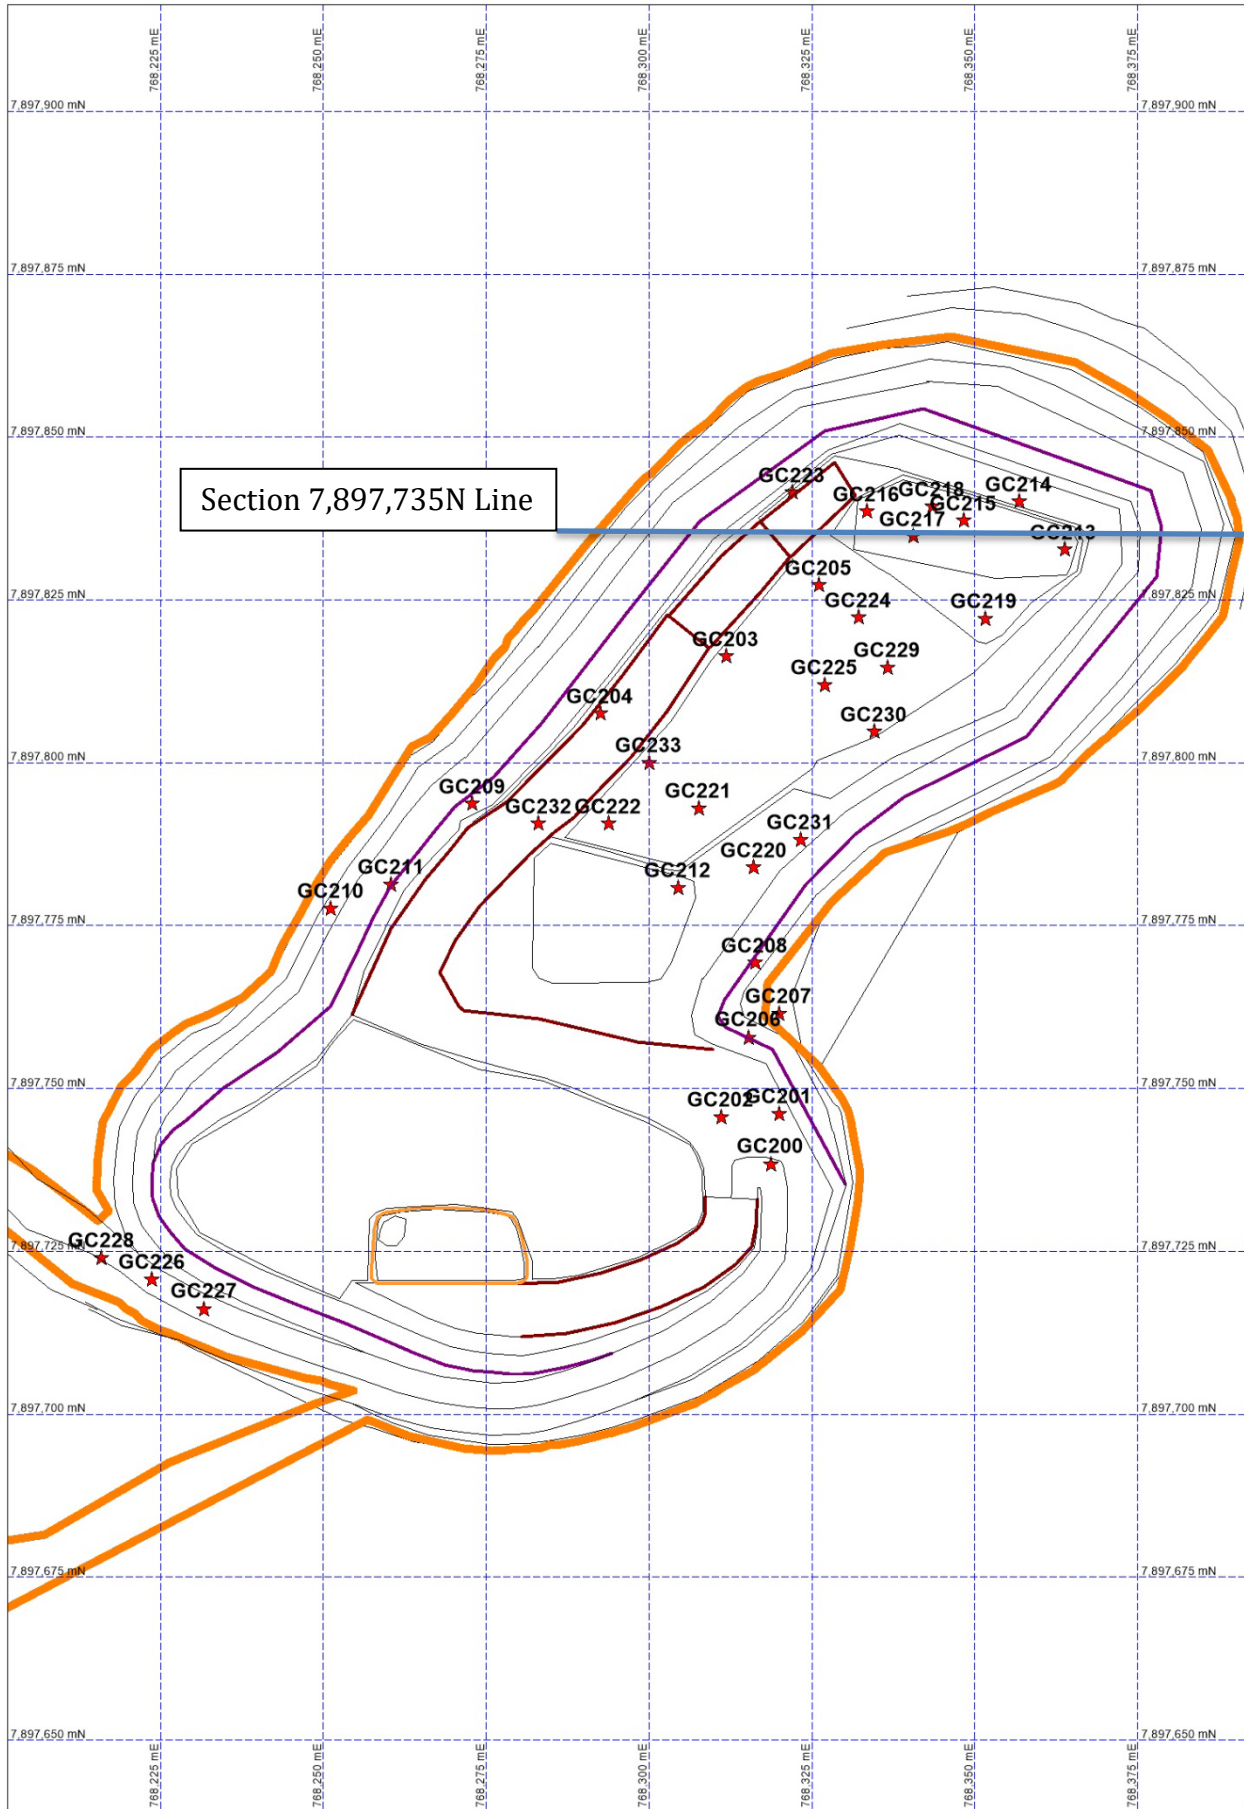 768,225 mE
768,250 mE
768,275 mE
768,300 mE
768,325 mE
768,350 mE
768,375 mE
7,897,900 mN
7,897,900 mN
7,897,875 mN
7,897,875 mN
7,897,850 mN
7,897,850 mN
Section 7,897,735N Line
GC223
GC216
GC218
GC214
GC215
GC217
GC213
7,897,825 mN
7,897,825 mN
GC205
GC224
GC219
GC203
GC229
GC225
GC204
GC230
GC233
7,897,800 mN
7,897,800 mN
GC209
GC232
GC222
GC221
GC231
GC220
GC211
GC210
GC212
7,897,775 mN
7,897,775 mN
GC208
GC207
GC206
7,897,750 mN
7,897,750 mN
GC202
GC201
GC200
7,897,725 mN
7,897,725 mN
GC228
GC226
GC227
7,897,700 mN
7,897,700 mN
7,897,675 mN
7,897,675 mN
7,897,650 mN
7,897,650 mN
768,225 mE
768,250 mE
768,275 mE
768,300 mE
768,325 mE
768,350 mE
768,375 mE